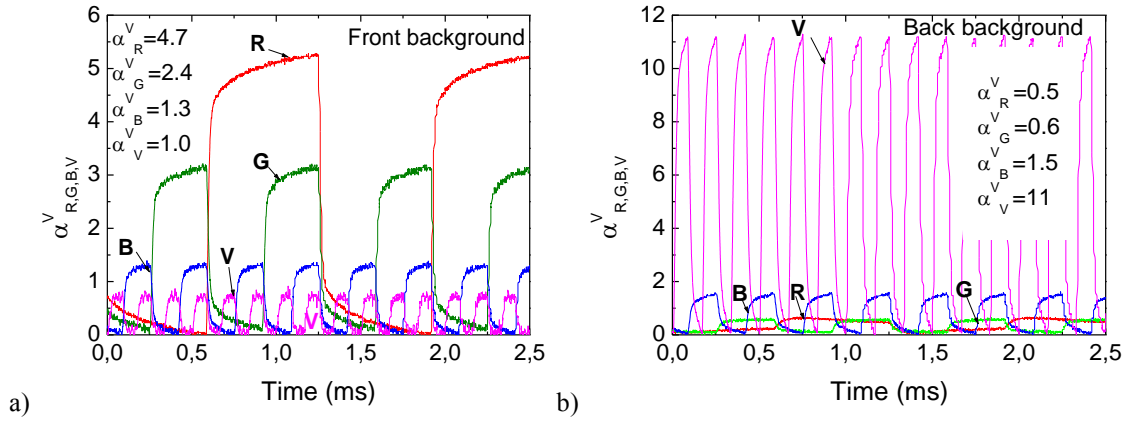 α^V_R=4.7
α^V_G=2.4
α^V_B=1.3
α^V_V=1.0
R
Front background
G
B
V
V
α^V_R,G,B,V
6
5
4
3
2
1
0
0,0 0,5 1,0 1,5 2,0 2,5
Time (ms)
a)
V
Back background
α^V_R=0.5
α^V_G=0.6
α^V_B=1.5
α^V_V=11
B
R
G
α^V_R,G,B,V
12
10
8
6
4
2
0
0,0 0,5 1,0 1,5 2,0 2,5
Time (ms)
b)